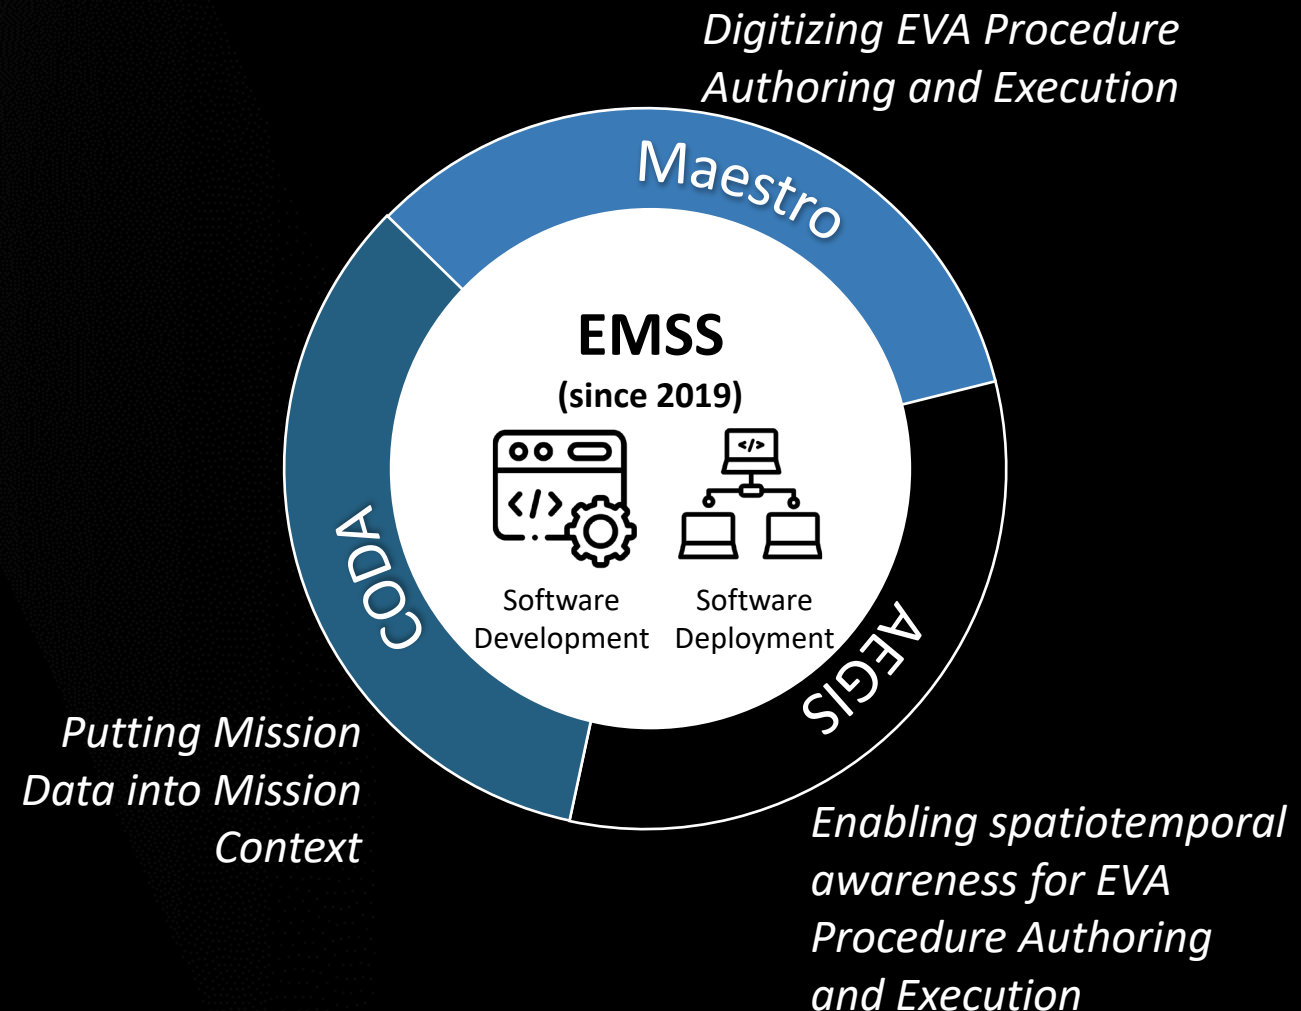 Digitizing EVA Procedure
Authoring and Execution
Maestro
EMSS
(since 2019)
</>
</>
Software
Development
Software
Deployment
CODA
AEGIS
Putting Mission
Data into Mission
Context
Enabling spatiotemporal
awareness for EVA
Procedure Authoring
and Execution